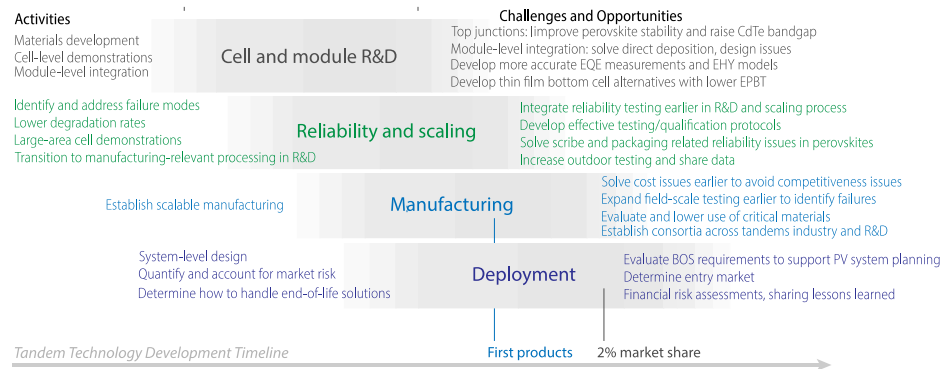 Activities
Challenges and Opportunities
Materials development
Cell-level demonstrations
Module-level integration
Cell and module R&D
Top junctions: Iimprove perovskite stability and raise CdTe bandgap
Module-level integration: solve direct deposition, design issues
Develop more accurate EQE measurements and EHY models
Develop thin film bottom cell alternatives with lower EPBT
Identify and address failure modes
Lower degradation rates
Large-area cell demonstrations
Transition to manufacturing-relevant processing in R&D
Reliability and scaling
Integrate reliability testing earlier in R&D and scaling process
Develop effective testing/qualification protocols
Solve scribe and packaging related reliability issues in perovskites
Increase outdoor testing and share data
Establish scalable manufacturing
Manufacturing
Solve cost issues earlier to avoid competitiveness issues
Expand field-scale testing earlier to identify failures
Evaluate and lower use of critical materials
Establish consortia across tandems industry and R&D
System-level design
Quantify and account for market risk
Determine how to handle end-of-life solutions
Deployment
Evaluate BOS requirements to support PV system planning
Determine entry market
Financial risk assessments, sharing lessons learned
Tandem Technology Development Timeline
First products
2% market share